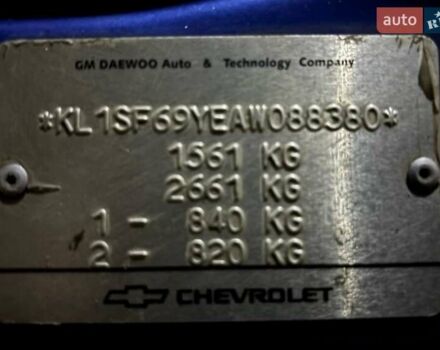 auto
R
GM DAEWOO Auto & Technology Company
*KL1SF69YEAW088380*
1561 KG
2661 KG
1 - 840 KG
2 - 820 KG
CHEVROLET